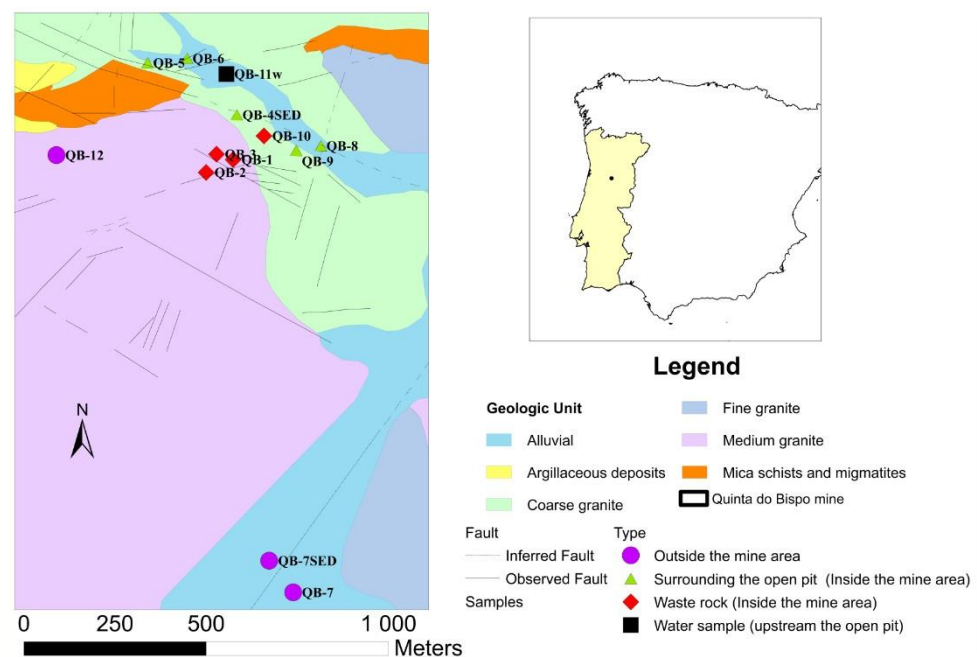 QB-5
QB-6
QB-11w
QB-4SED
QB-10
QB-8
QB-9
QB-3
QB-1
QB-2
QB-12
N
QB-7SED
QB-7
0 250 500 1 000
Meters
Legend
Geologic Unit
Alluvial
Argillaceous deposits
Coarse granite
Fine granite
Medium granite
Mica schists and migmatites
Quinta do Bispo mine
Fault
Inferred Fault
Observed Fault
Samples
Type
Outside the mine area
Surrounding the open pit (Inside the mine area)
Waste rock (Inside the mine area)
Water sample (upstream the open pit)